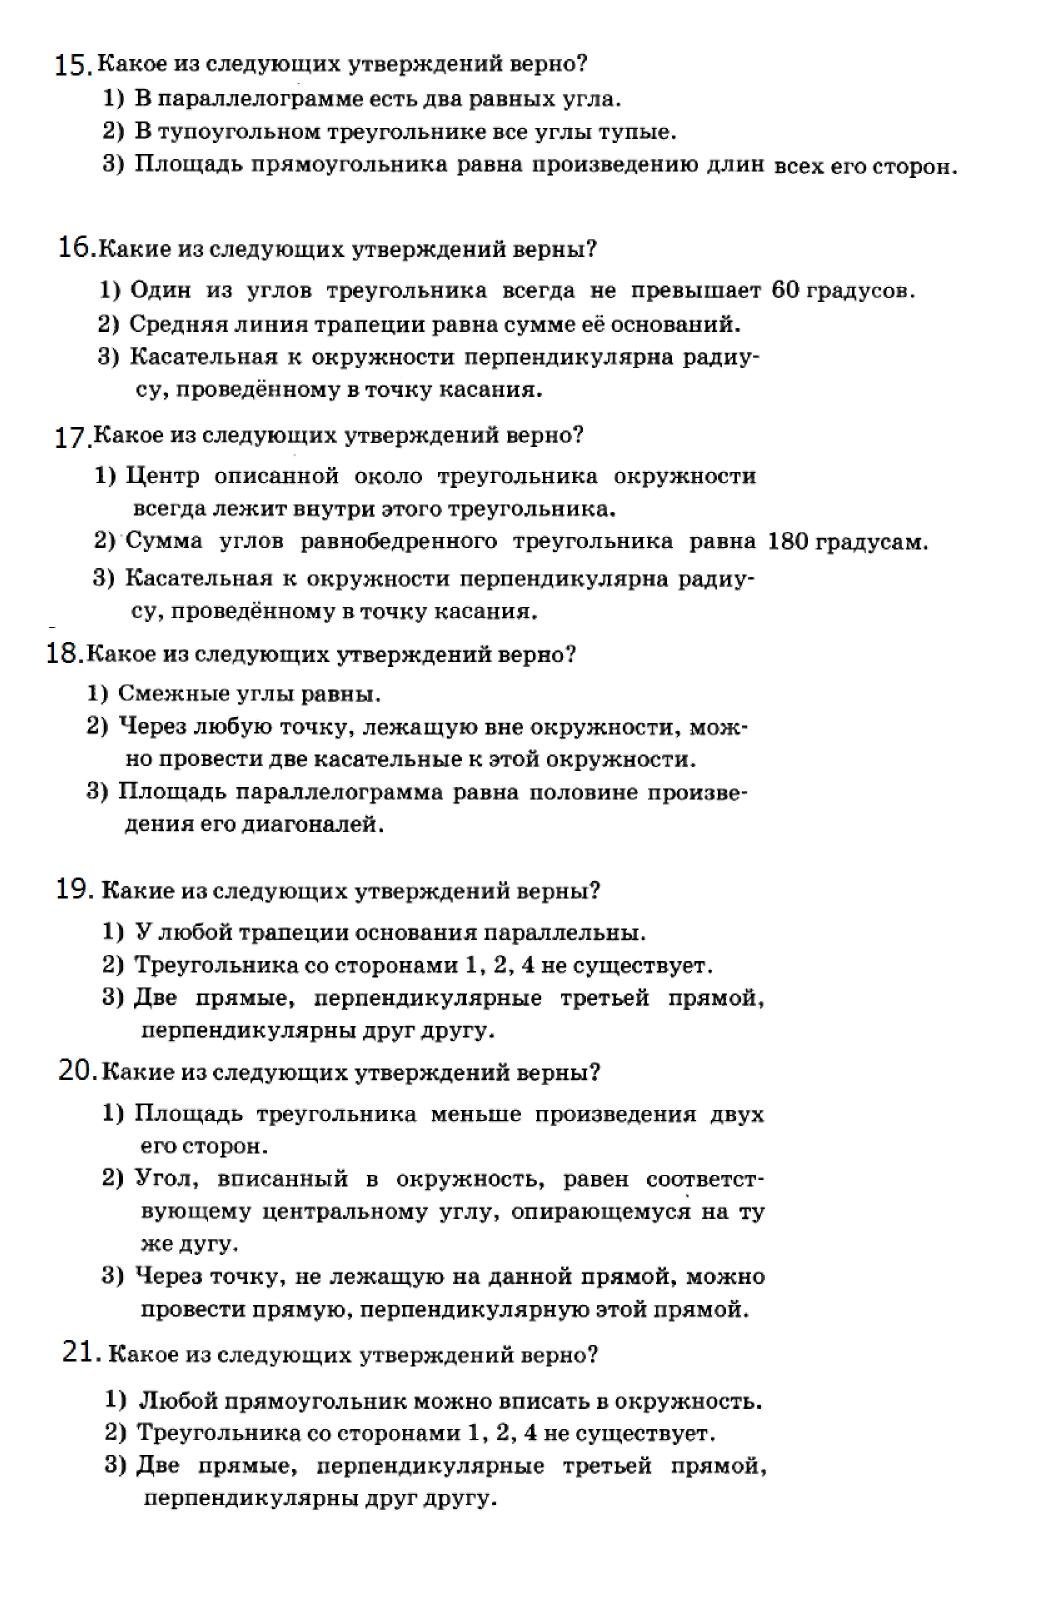 15. Какое из следующих утверждений верно?
1) В параллелограмме есть два равных угла.
2) В тупоугольном треугольнике все углы тупые.
3) Площадь прямоугольника равна произведению длин всех его сторон.
16. Какие из следующих утверждений верны?
1) Один из углов треугольника всегда не превышает 60 градусов.
2) Средняя линия трапеции равна сумме её оснований.
3) Касательная к окружности перпендикулярна радиу-
су, проведённому в точку касания.
17. Какое из следующих утверждений верно?
1) Центр описанной около треугольника окружности
всегда лежит внутри этого треугольника.
2) Сумма углов равнобедренного треугольника равна 180 градусам.
3) Касательная к окружности перпендикулярна радиу-
су, проведённому в точку касания.
18. Какое из следующих утверждений верно?
1) Смежные углы равны.
2) Через любую точку, лежащую вне окружности, мож-
но провести две касательные к этой окружности.
3) Площадь параллелограмма равна половине произве-
дения его диагоналей.
19. Какие из следующих утверждений верны?
1) У любой трапеции основания параллельны.
2) Треугольника со сторонами 1, 2, 4 не существует.
3) Две прямые, перпендикулярные третьей прямой,
перпендикулярны друг другу.
20. Какие из следующих утверждений верны?
1) Площадь треугольника меньше произведения двух
его сторон.
2) Угол, вписанный в окружность, равен соответст-
вующему центральному углу, опирающемуся на ту
же дугу.
3) Через точку, не лежащую на данной прямой, можно
провести прямую, перпендикулярную этой прямой.
21. Какое из следующих утверждений верно?
1) Любой прямоугольник можно вписать в окружность.
2) Треугольника со сторонами 1, 2, 4 не существует.
3) Две прямые, перпендикулярные третьей прямой,
перпендикулярны друг другу.